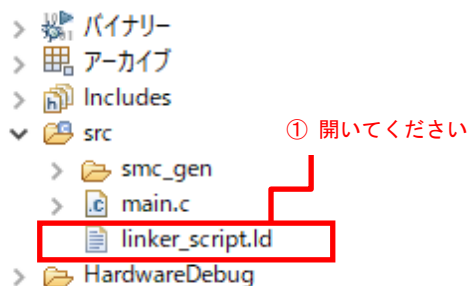 バイナリー
アーカイブ
Includes
src
① 開いてください
smc_gen
main.c
linker_script.ld
HardwareDebug